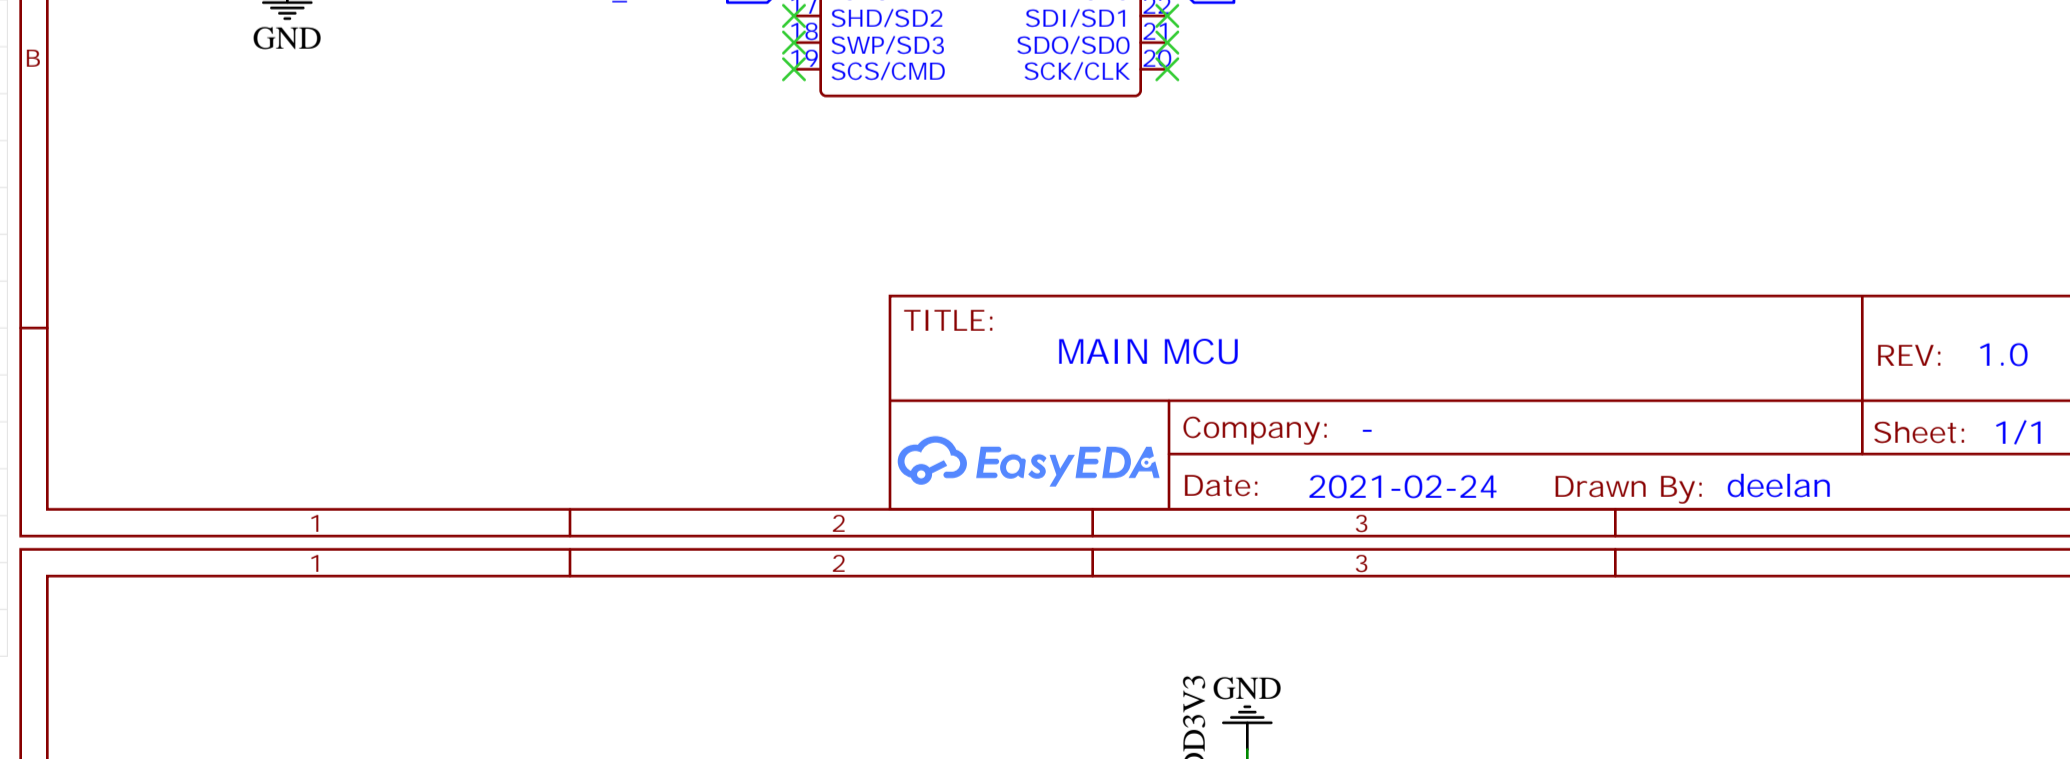 17 SHD/SD2 SDI/SD1 22
18 SWP/SD3 SDO/SD0 21
19 SCS/CMD SCK/CLK 20
GND
B
TITLE:
MAIN MCU
REV: 1.0
EasyEDA
Company: -
Sheet: 1/1
Date: 2021-02-24 Drawn By: deelan
1 2 3
1 2 3
GND